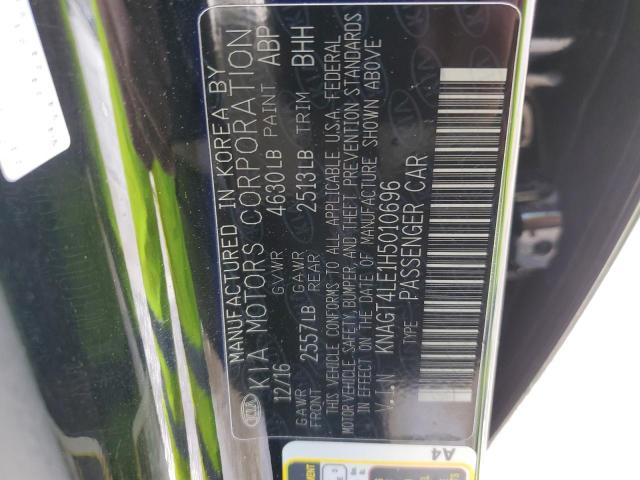 MANUFACTURED IN KOREA BY
KIA KIA MOTORS CORPORATION
12/16 GVWR 4630LB PAINT ABP
GAWR FRONT 2557LB GAWR REAR 2513LB TRIM BHH
THIS VEHICLE CONFORMS TO ALL APPLICABLE U.S.A. FEDERAL
MOTOR VEHICLE SAFETY, BUMPER AND THEFT PREVENTION STANDARDS
IN EFFECT ON THE DATE OF MANUFACTURE SHOWN ABOVE
V.I.N KNAGT4LE1H5010696
TYPE PASSENGER CAR
A4